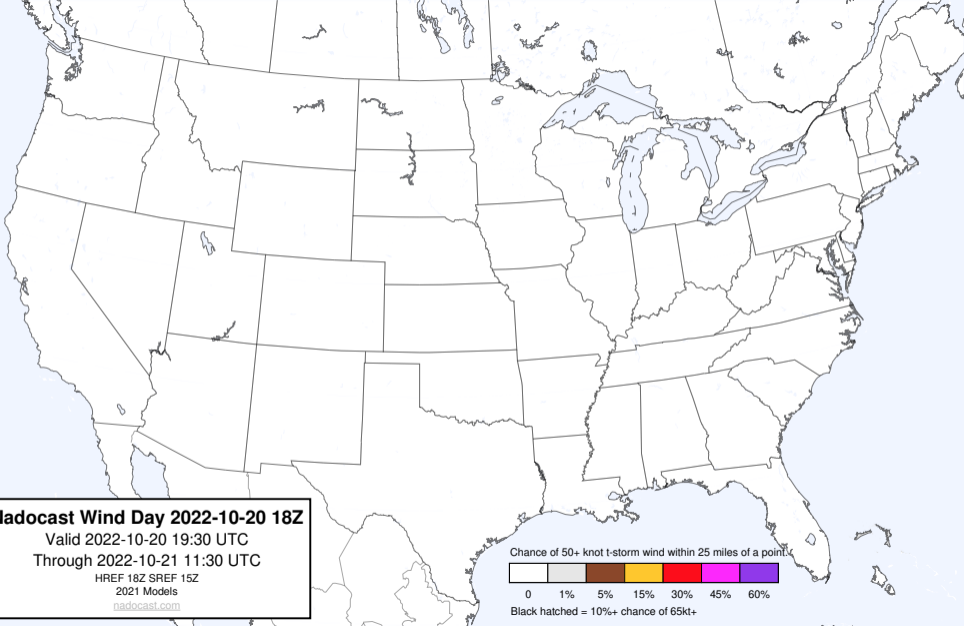 adocast Wind Day 2022-10-20 18Z
Valid 2022-10-20 19:30 UTC
Through 2022-10-21 11:30 UTC
HREF 18Z SREF 15Z
2021 Models
nadocast.com
Chance of 50+ knot t-storm wind within 25 miles of a point.
0 1% 5% 15% 30% 45% 60%
Black hatched = 10%+ chance of 65kt+